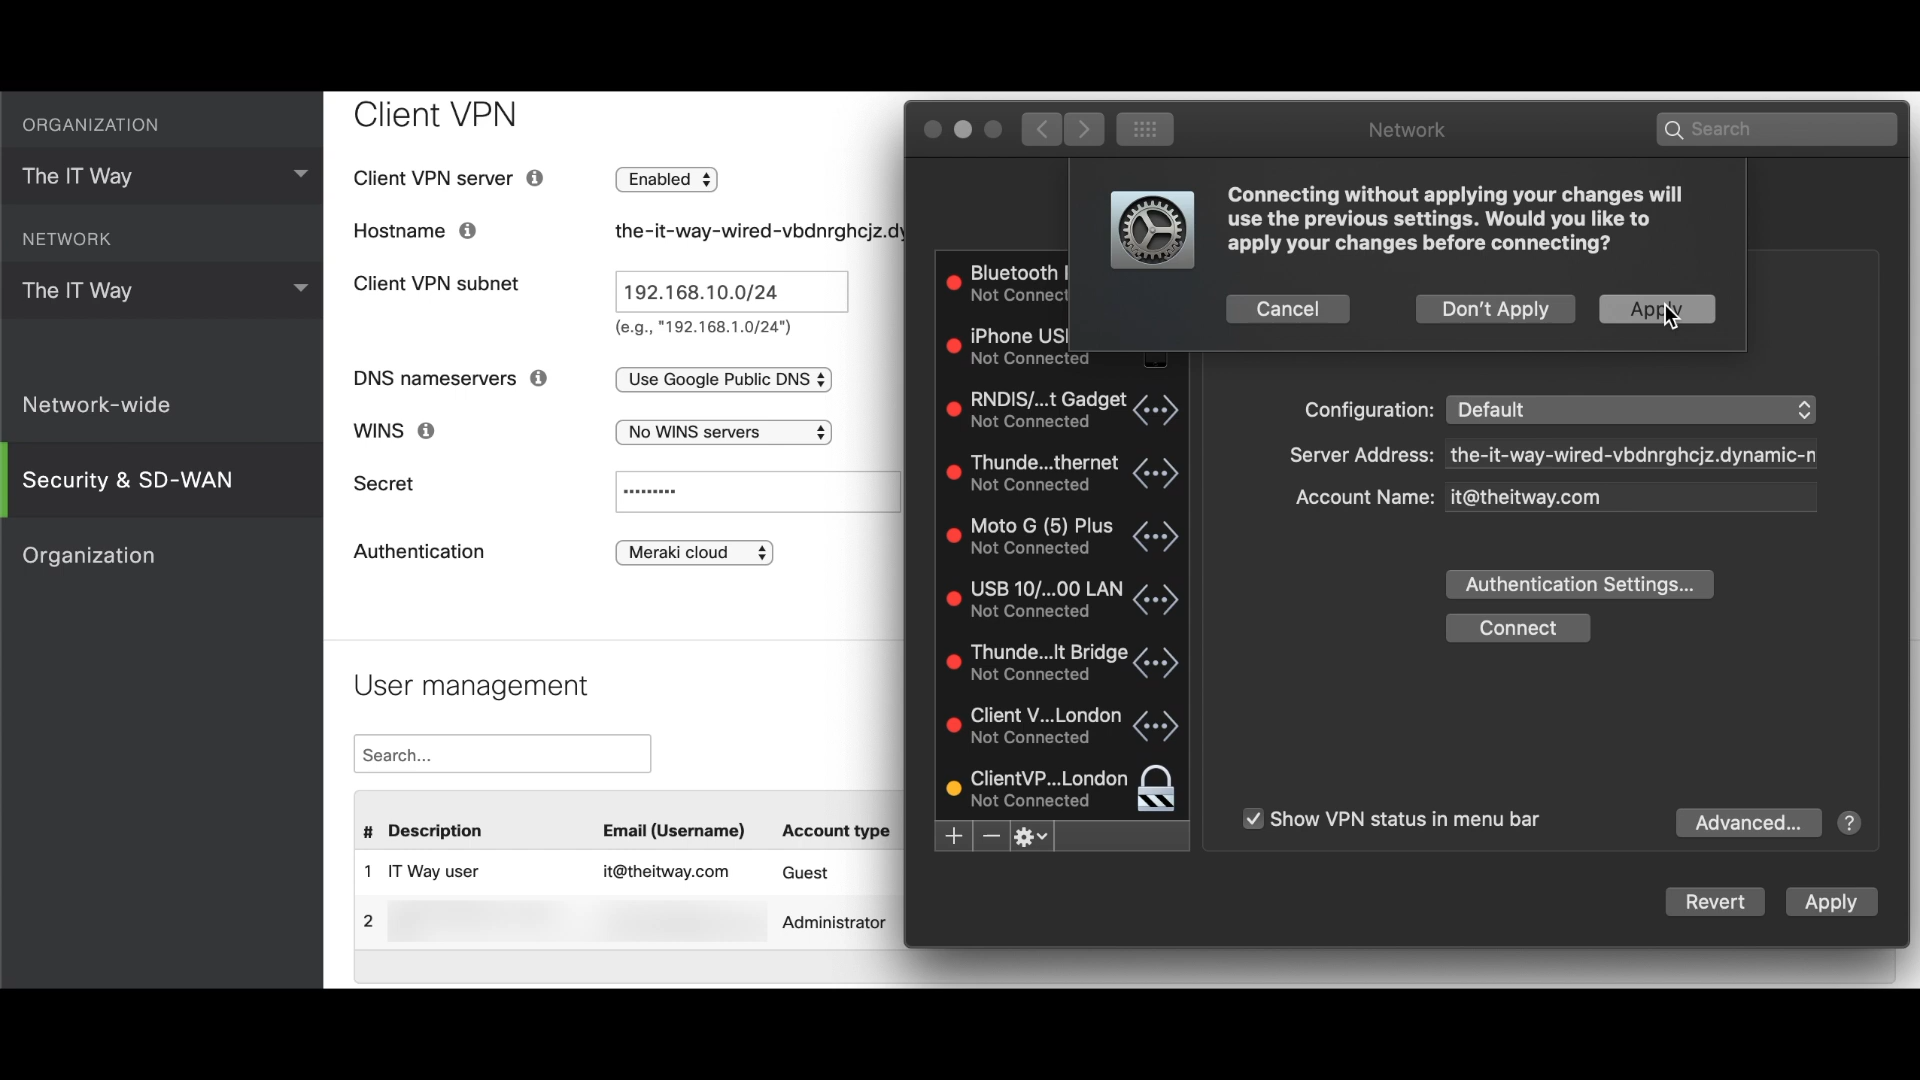 ORGANIZATION
The IT Way
NETWORK
The IT Way
Network-wide
Security & SD-WAN
Organization
Client VPN
Client VPN server
Enabled
Hostname
the-it-way-wired-vbdnrghcjz.dy
Client VPN subnet
192.168.10.0/24
(e.g., "192.168.1.0/24")
DNS nameservers
Use Google Public DNS
WINS
No WINS servers
Secret
Authentication
Meraki cloud
User management
Search...
# Description Email (Username) Account type
1 IT Way user it@theitway.com Guest
2 Administrator
Network
Search
Connecting without applying your changes will
use the previous settings. Would you like to
apply your changes before connecting?
Cancel
Don't Apply
Apply
Bluetooth
Not Connect
iPhone US
Not Connected
RNDIS/...t Gadget
Not Connected
Thunde...thernet
Not Connected
Moto G (5) Plus
Not Connected
USB 10/...00 LAN
Not Connected
Thunde...lt Bridge
Not Connected
Client V...London
Not Connected
ClientVP...London
Not Connected
Configuration: Default
Server Address: the-it-way-wired-vbdnrghcjz.dynamic-n
Account Name: it@theitway.com
Authentication Settings...
Connect
Show VPN status in menu bar
Advanced...
?
Revert
Apply